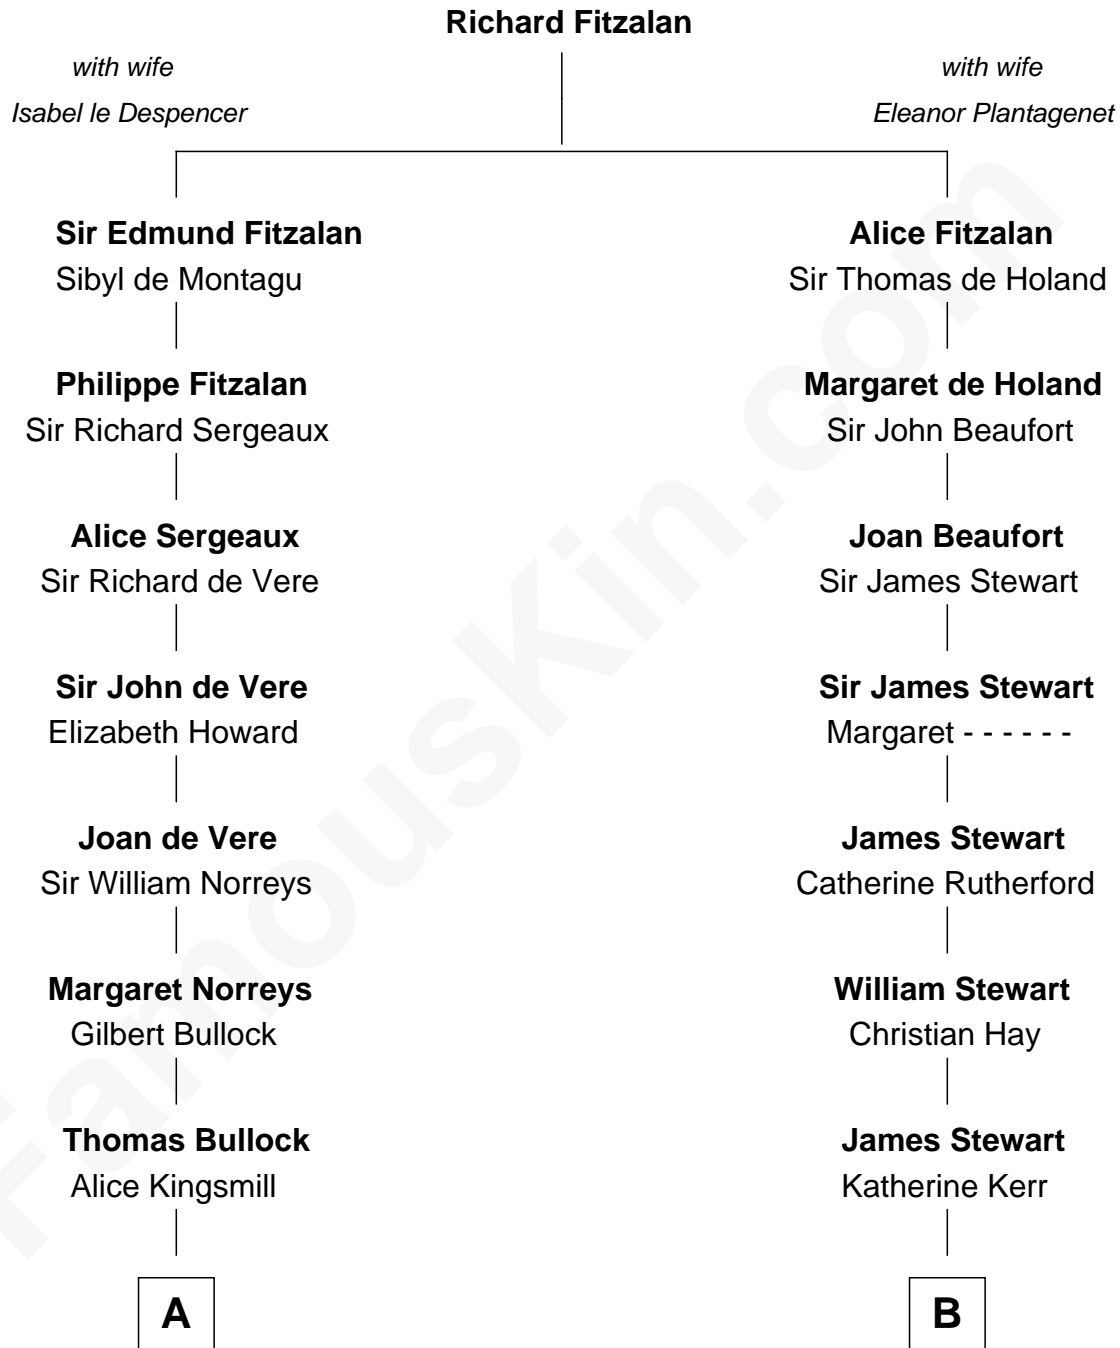 Richard Fitzalan
with wife
Isabel le Despencer
with wife
Eleanor Plantagenet
Sir Edmund Fitzalan
Sibyl de Montagu
Alice Fitzalan
Sir Thomas de Holand
Philippe Fitzalan
Sir Richard Sergeaux
Margaret de Holand
Sir John Beaufort
Alice Sergeaux
Sir Richard de Vere
Joan Beaufort
Sir James Stewart
Sir John de Vere
Elizabeth Howard
Sir James Stewart
Margaret - - - - - -
Joan de Vere
Sir William Norreys
James Stewart
Catherine Rutherford
Margaret Norreys
Gilbert Bullock
William Stewart
Christian Hay
Thomas Bullock
Alice Kingsmill
James Stewart
Katherine Kerr
A
B
FamousKin.com